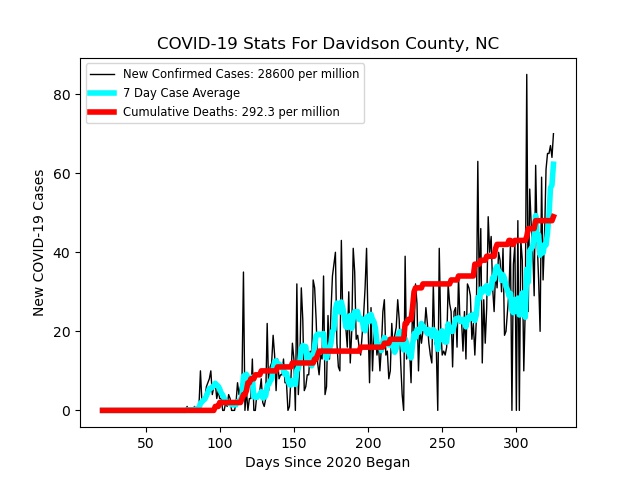 COVID-19 Stats For Davidson County, NC
New Confirmed Cases: 28600 per million
7 Day Case Average
Cumulative Deaths: 292.3 per million
New COVID-19 Cases
80
60
40
20
0
50 100 150 200 250 300
Days Since 2020 Began